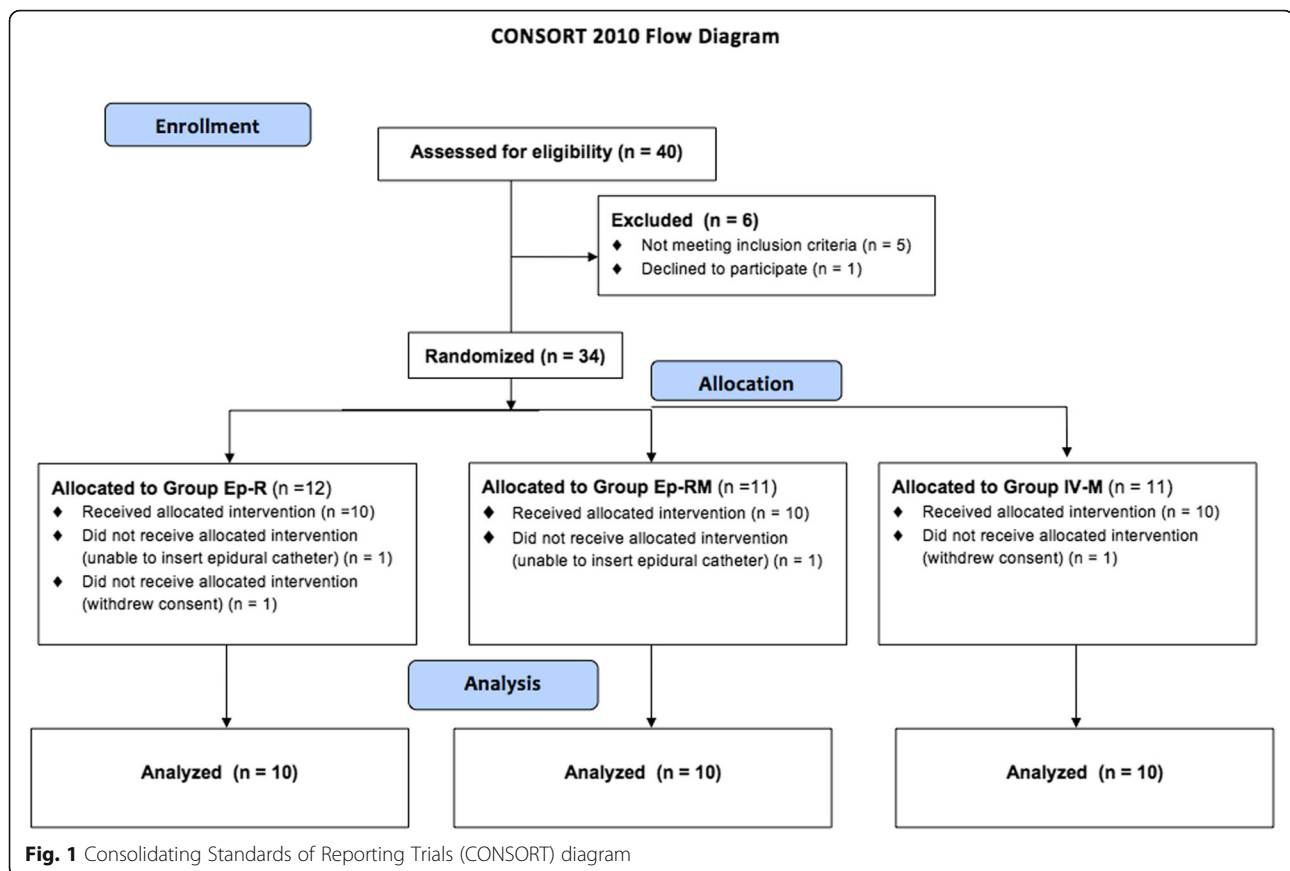 CONSORT 2010 Flow Diagram
Enrollment
Assessed for eligibility (n = 40)
Excluded (n = 6)
♦ Not meeting inclusion criteria (n = 5)
♦ Declined to participate (n = 1)
Randomized (n = 34)
Allocation
Allocated to Group Ep-R (n =12)
♦ Received allocated intervention (n =10)
♦ Did not receive allocated intervention
(unable to insert epidural catheter) (n = 1)
♦ Did not receive allocated intervention
(withdrew consent) (n = 1)
Allocated to Group Ep-RM (n =11)
♦ Received allocated intervention (n = 10)
♦ Did not receive allocated intervention
(unable to insert epidural catheter) (n = 1)
Allocated to Group IV-M (n = 11)
♦ Received allocated intervention (n = 10)
♦ Did not receive allocated intervention
(withdrew consent) (n = 1)
Analysis
Analyzed (n = 10)
Analyzed (n = 10)
Analyzed (n = 10)
Fig. 1 Consolidating Standards of Reporting Trials (CONSORT) diagram